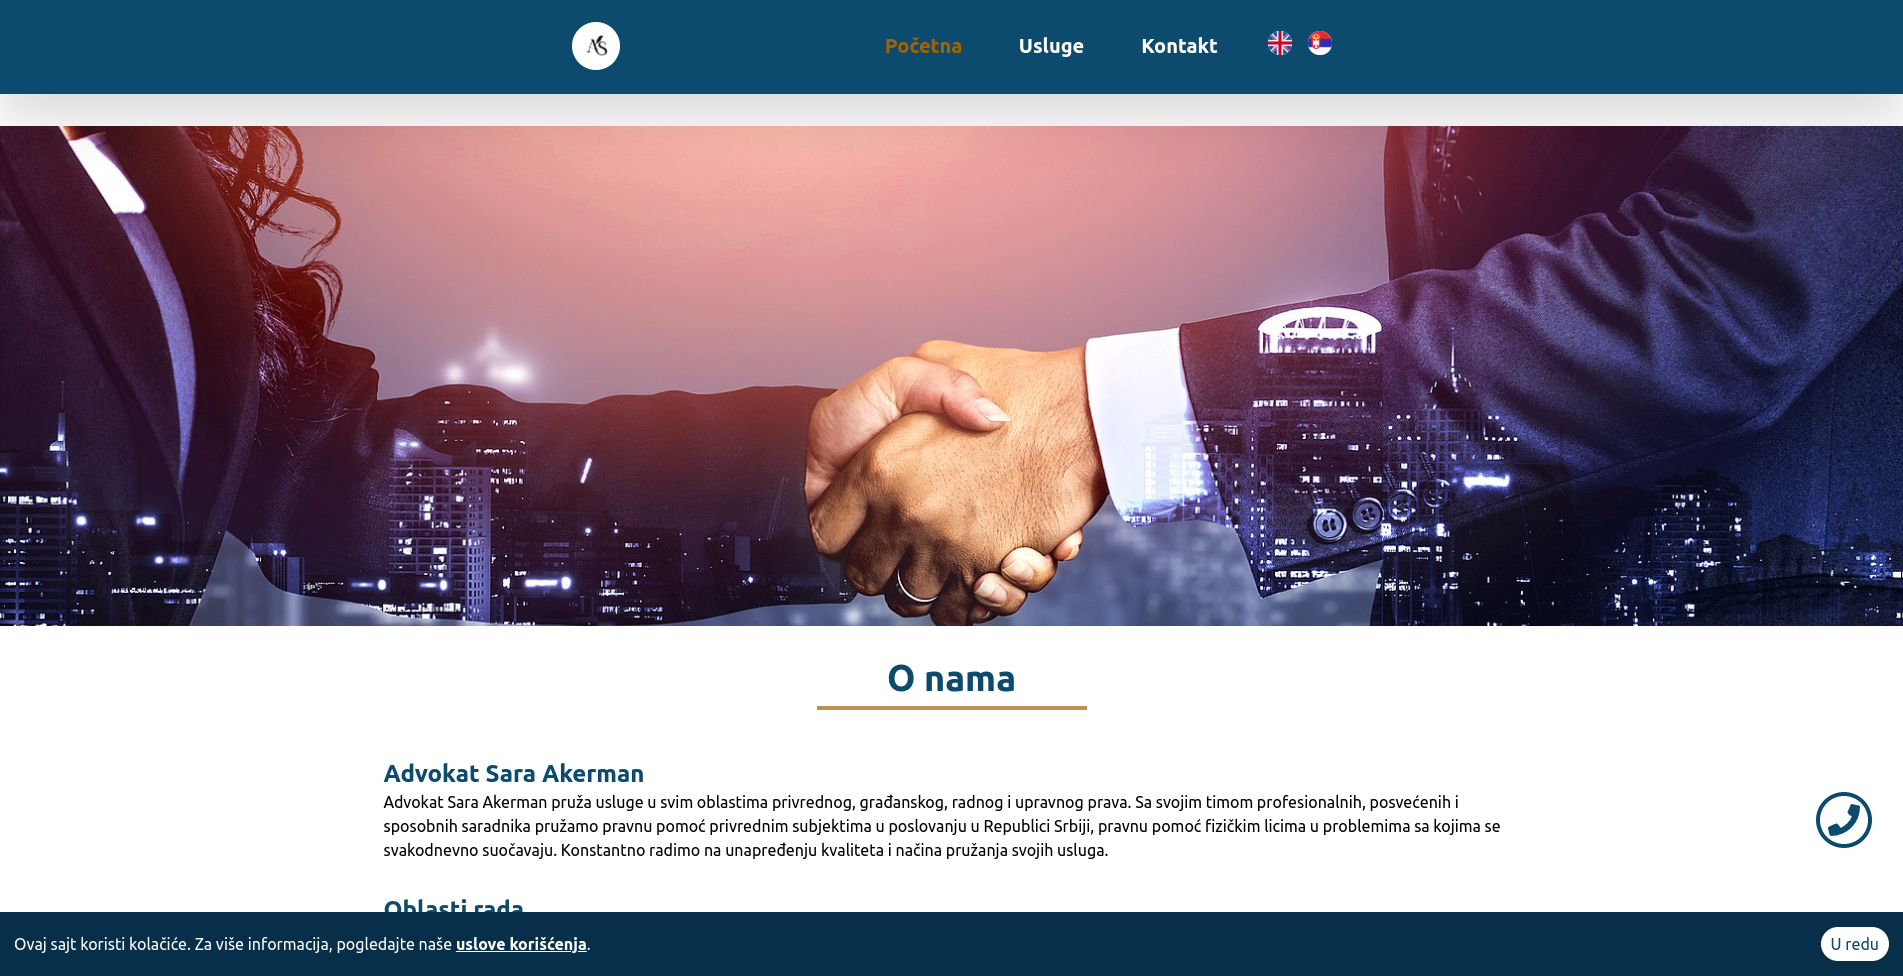 AS
Početna
Usluge
Kontakt
O nama
Advokat Sara Akerman
Advokat Sara Akerman pruža usluge u svim oblastima privrednog, građanskog, radnog i upravnog prava. Sa svojim timom profesionalnih, posvećenih i
sposobnih saradnika pružamo pravnu pomoć privrednim subjektima u poslovanju u Republici Srbiji, pravnu pomoć fizičkim licima u problemima sa kojima se
svakodnevno suočavaju. Konstantno radimo na unapređenju kvaliteta i načina pružanja svojih usluga.
Oblasti rada
Ovaj sajt koristi kolačiće. Za više informacija, pogledajte naše uslove korišćenja.
U redu